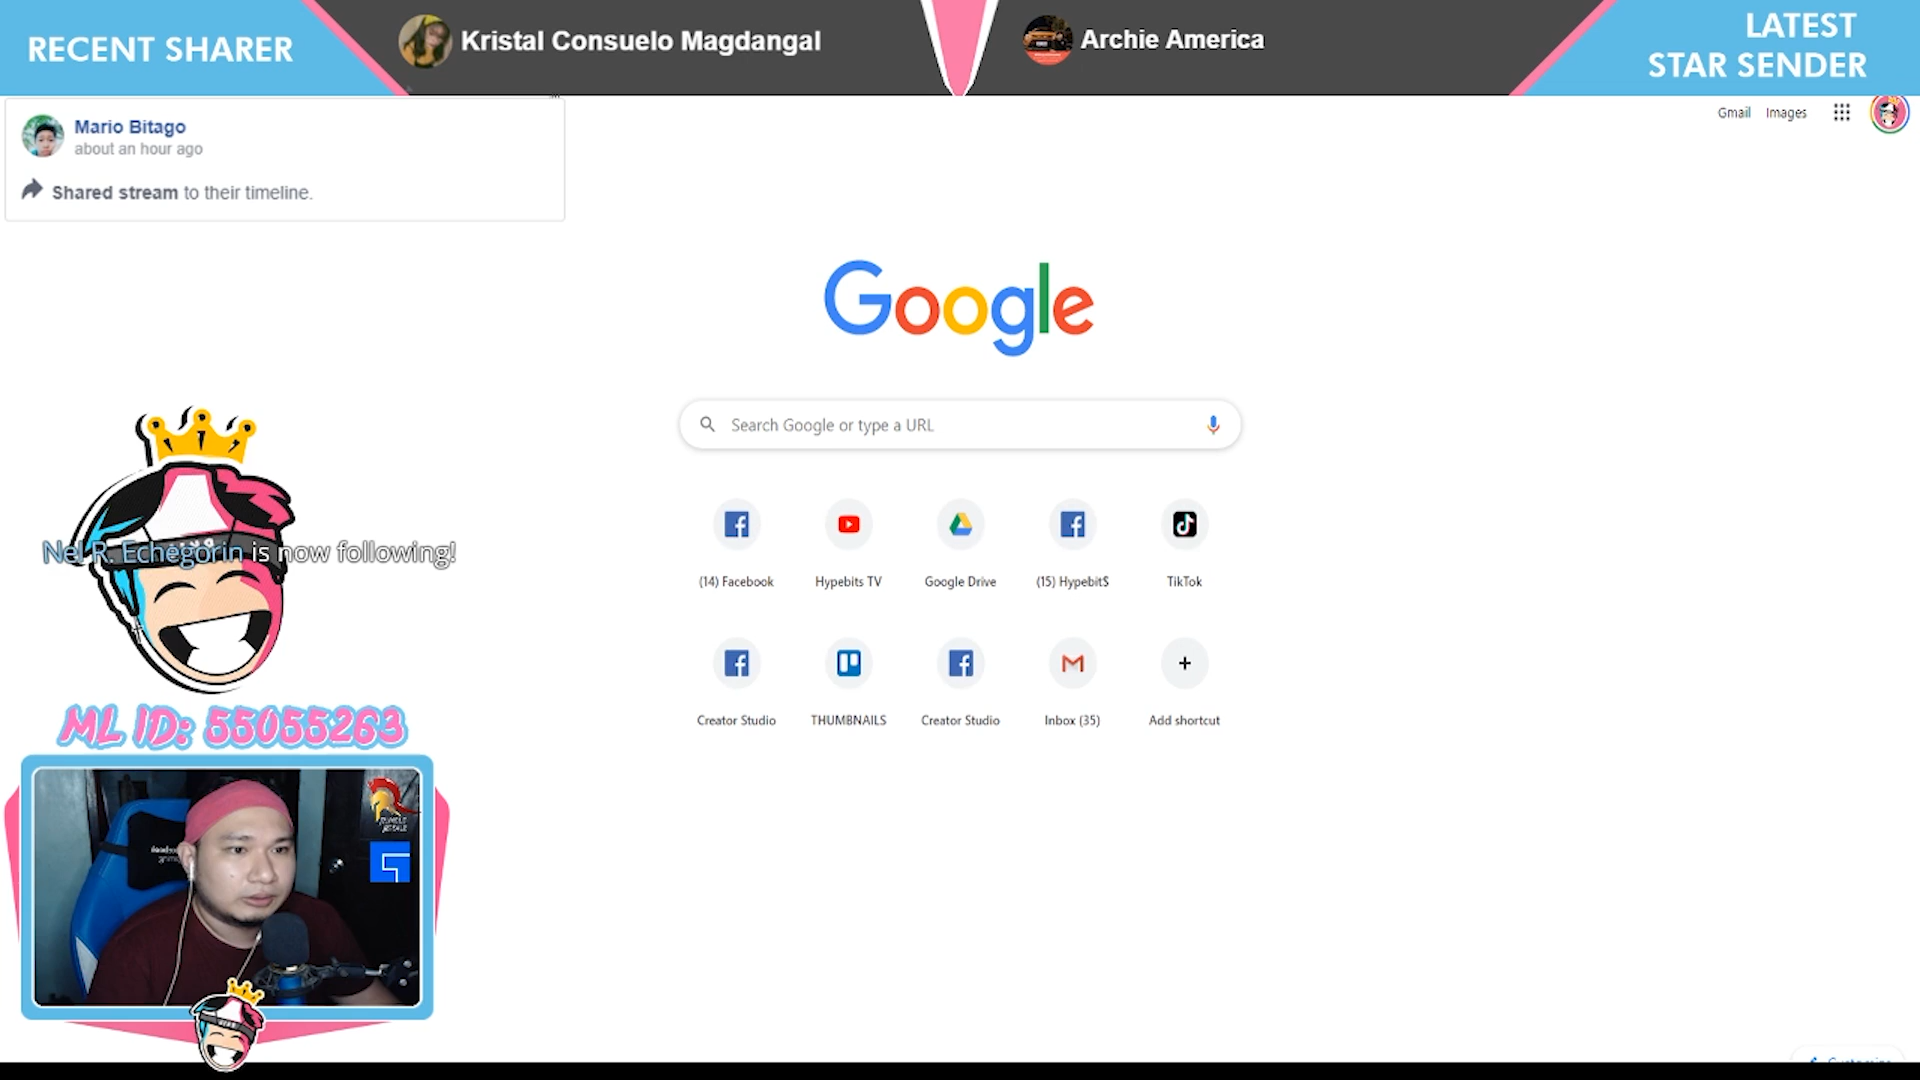 RECENT SHARER
Kristal Consuelo Magdangal
Archie America
LATEST
STAR SENDER
Mario Bitago
about an hour ago
Shared stream to their timeline.
Gmail
Images
Google
Search Google or type a URL
Nel R. Echegorin is now following!
(14) Facebook
Hypebits TV
Google Drive
(15) Hypebit$
TikTok
Creator Studio
THUMBNAILS
Creator Studio
Inbox (35)
Add shortcut
ML ID: 55055263